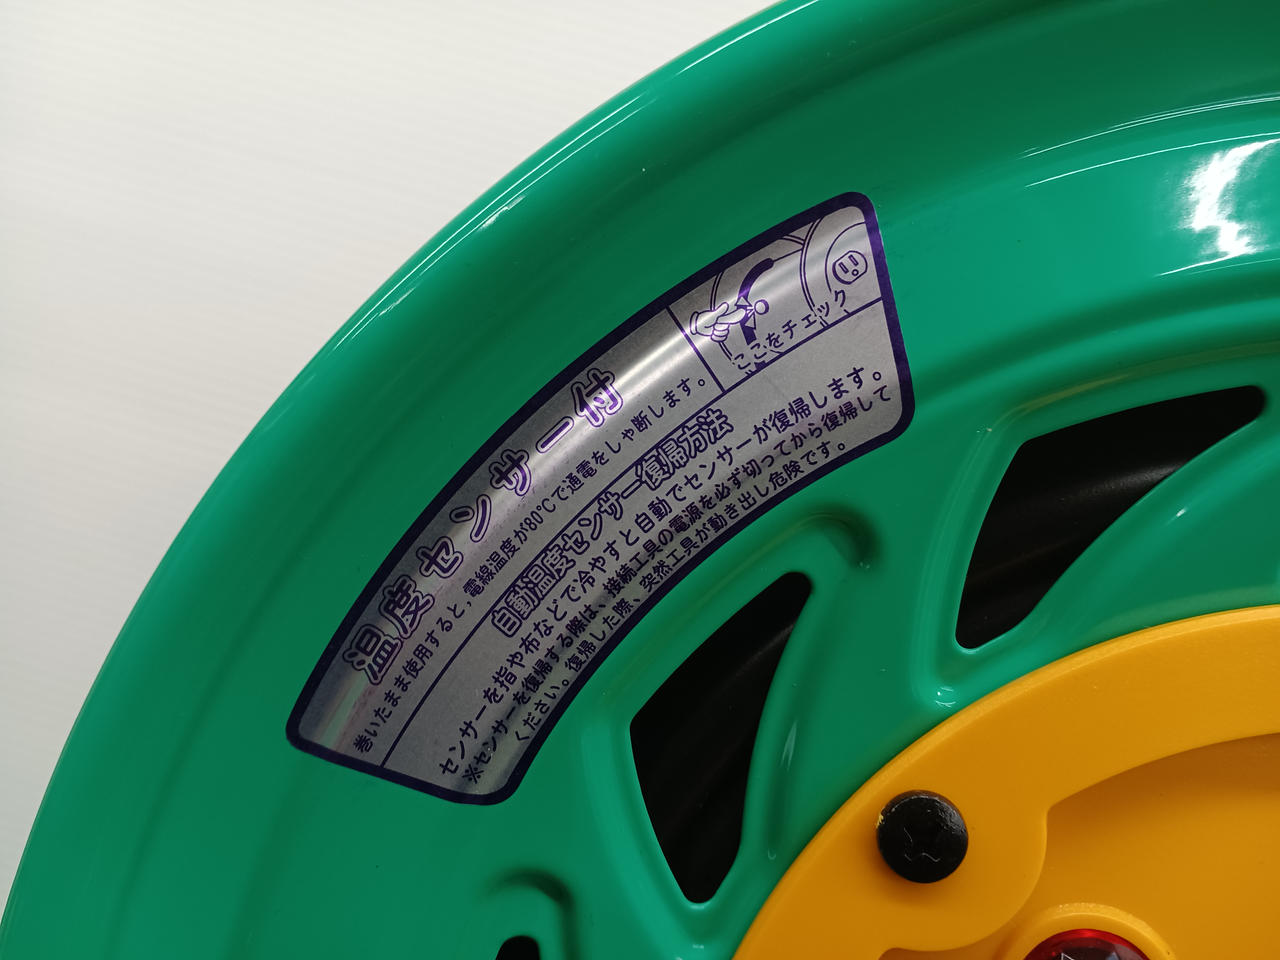 温度センサー付
巻いたまま使用すると，電線温度が80℃で通電をしゃ断します。
ここをチェック
自動温度センサー復帰方法
センサーを指や布などで冷やすと自動でセンサーが復帰します。
※センサーを復帰する際は、接続工具の電源を必ず切ってから復帰して
ください。復帰した際、突然工具が動き出し危険です。